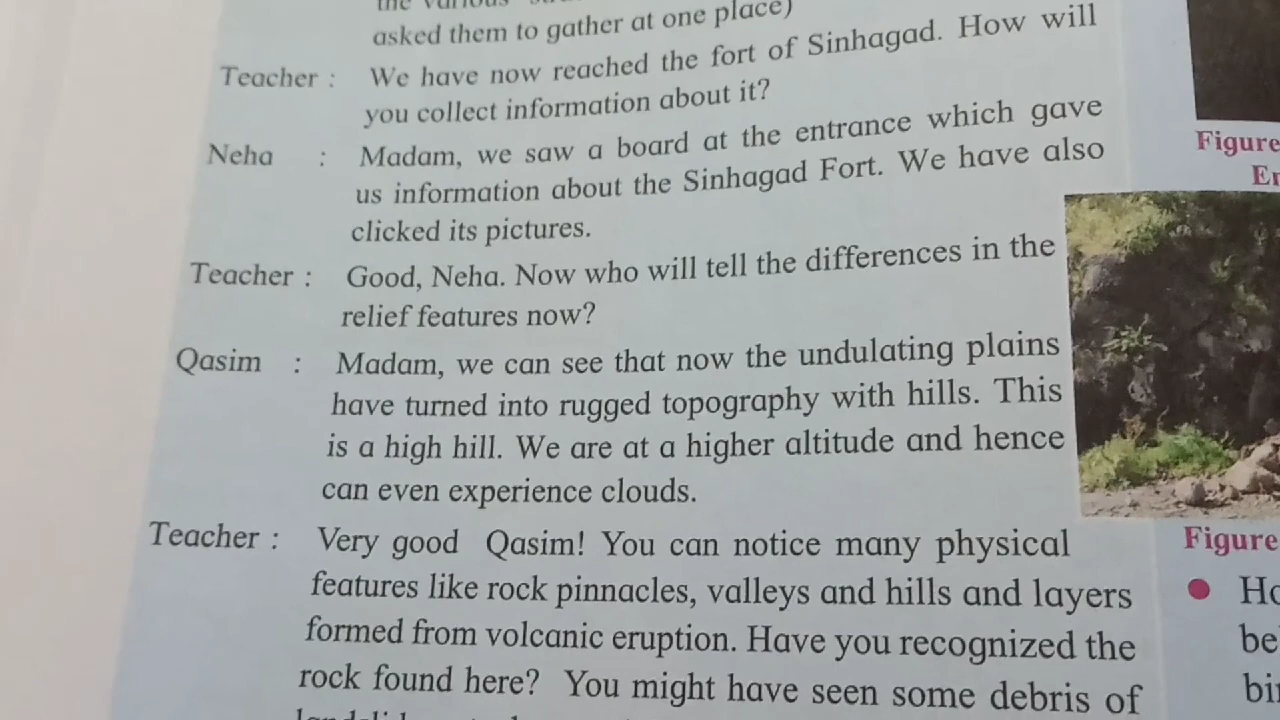 the various
asked them to gather at one place)
Teacher : We have now reached the fort of Sinhagad. How will
you collect information about it?
Neha : Madam, we saw a board at the entrance which gave
us information about the Sinhagad Fort. We have also
clicked its pictures.
Teacher : Good, Neha. Now who will tell the differences in the
relief features now?
Qasim : Madam, we can see that now the undulating plains
have turned into rugged topography with hills. This
is a high hill. We are at a higher altitude and hence
can even experience clouds.
Teacher : Very good Qasim! You can notice many physical
features like rock pinnacles, valleys and hills and layers
formed from volcanic eruption. Have you recognized the
rock found here? You might have seen some debris of
Figure
Figure